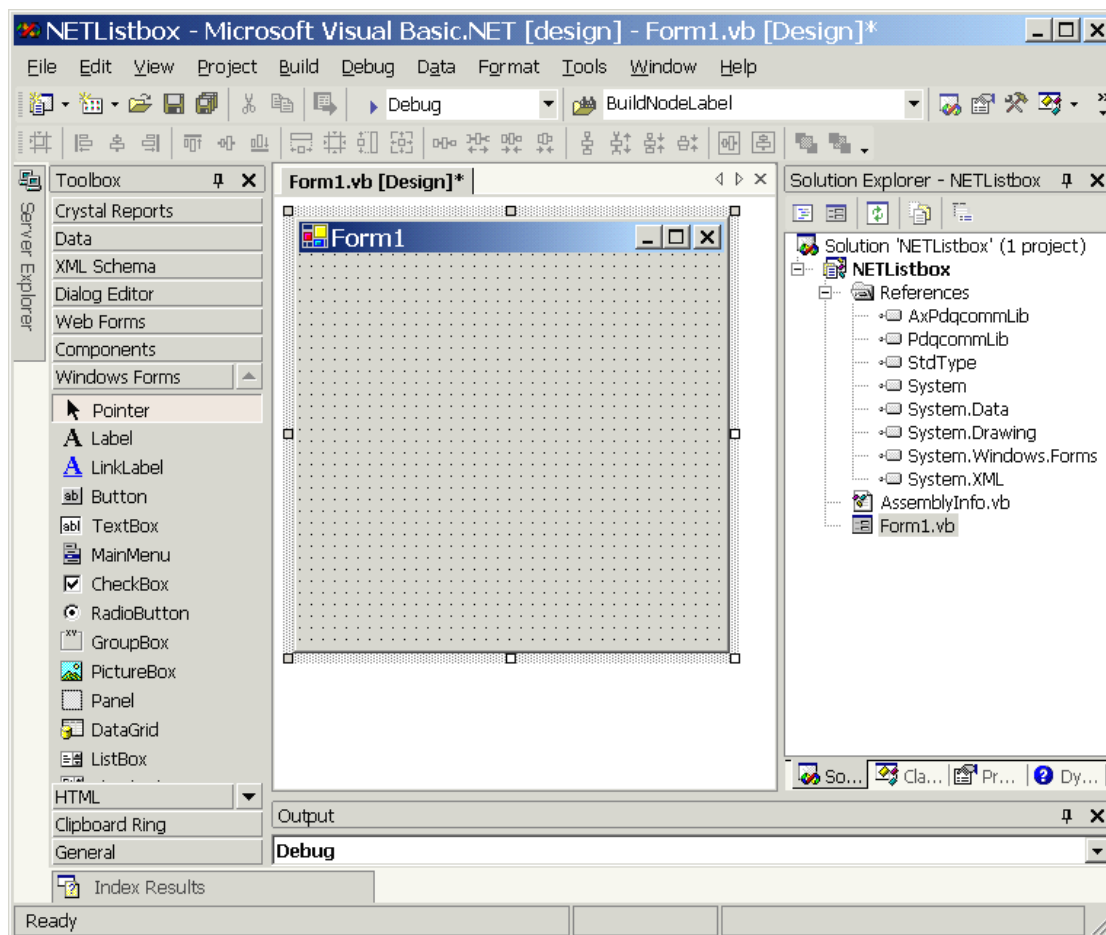 NETListbox - Microsoft Visual Basic.NET [design] - Form1.vb [Design]*
File Edit View Project Build Debug Data Format Tools Window Help
Debug BuildNodeLabel
Server Explorer
Toolbox
Crystal Reports
Data
XML Schema
Dialog Editor
Web Forms
Components
Windows Forms
Pointer
Label
LinkLabel
Button
TextBox
MainMenu
CheckBox
RadioButton
GroupBox
PictureBox
Panel
DataGrid
ListBox
HTML
Clipboard Ring
General
Form1.vb [Design]*
Form1
Solution Explorer - NETListbox
Solution 'NETListbox' (1 project)
NETListbox
References
AxPdqcommLib
PdqcommLib
StdType
System
System.Data
System.Drawing
System.Windows.Forms
System.XML
AssemblyInfo.vb
Form1.vb
So... Cla... Pr... Dy...
Output
Debug
Index Results
Ready